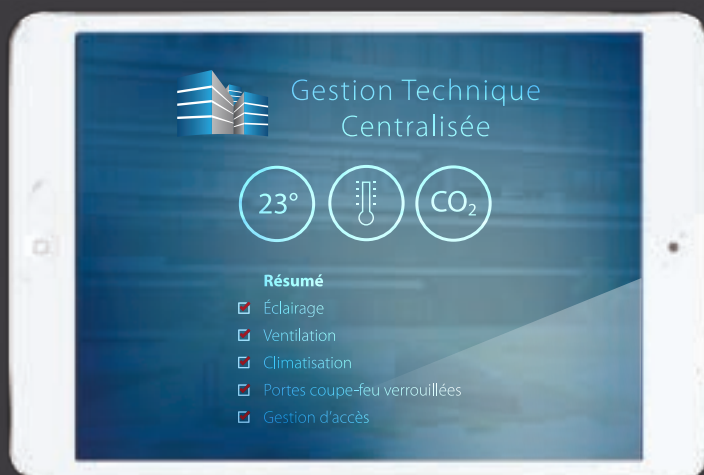 Gestion Technique
Centralisée
23°
CO₂
Résumé
Éclairage
Ventilation
Climatisation
Portes coupe-feu verrouillées
Gestion d'accès